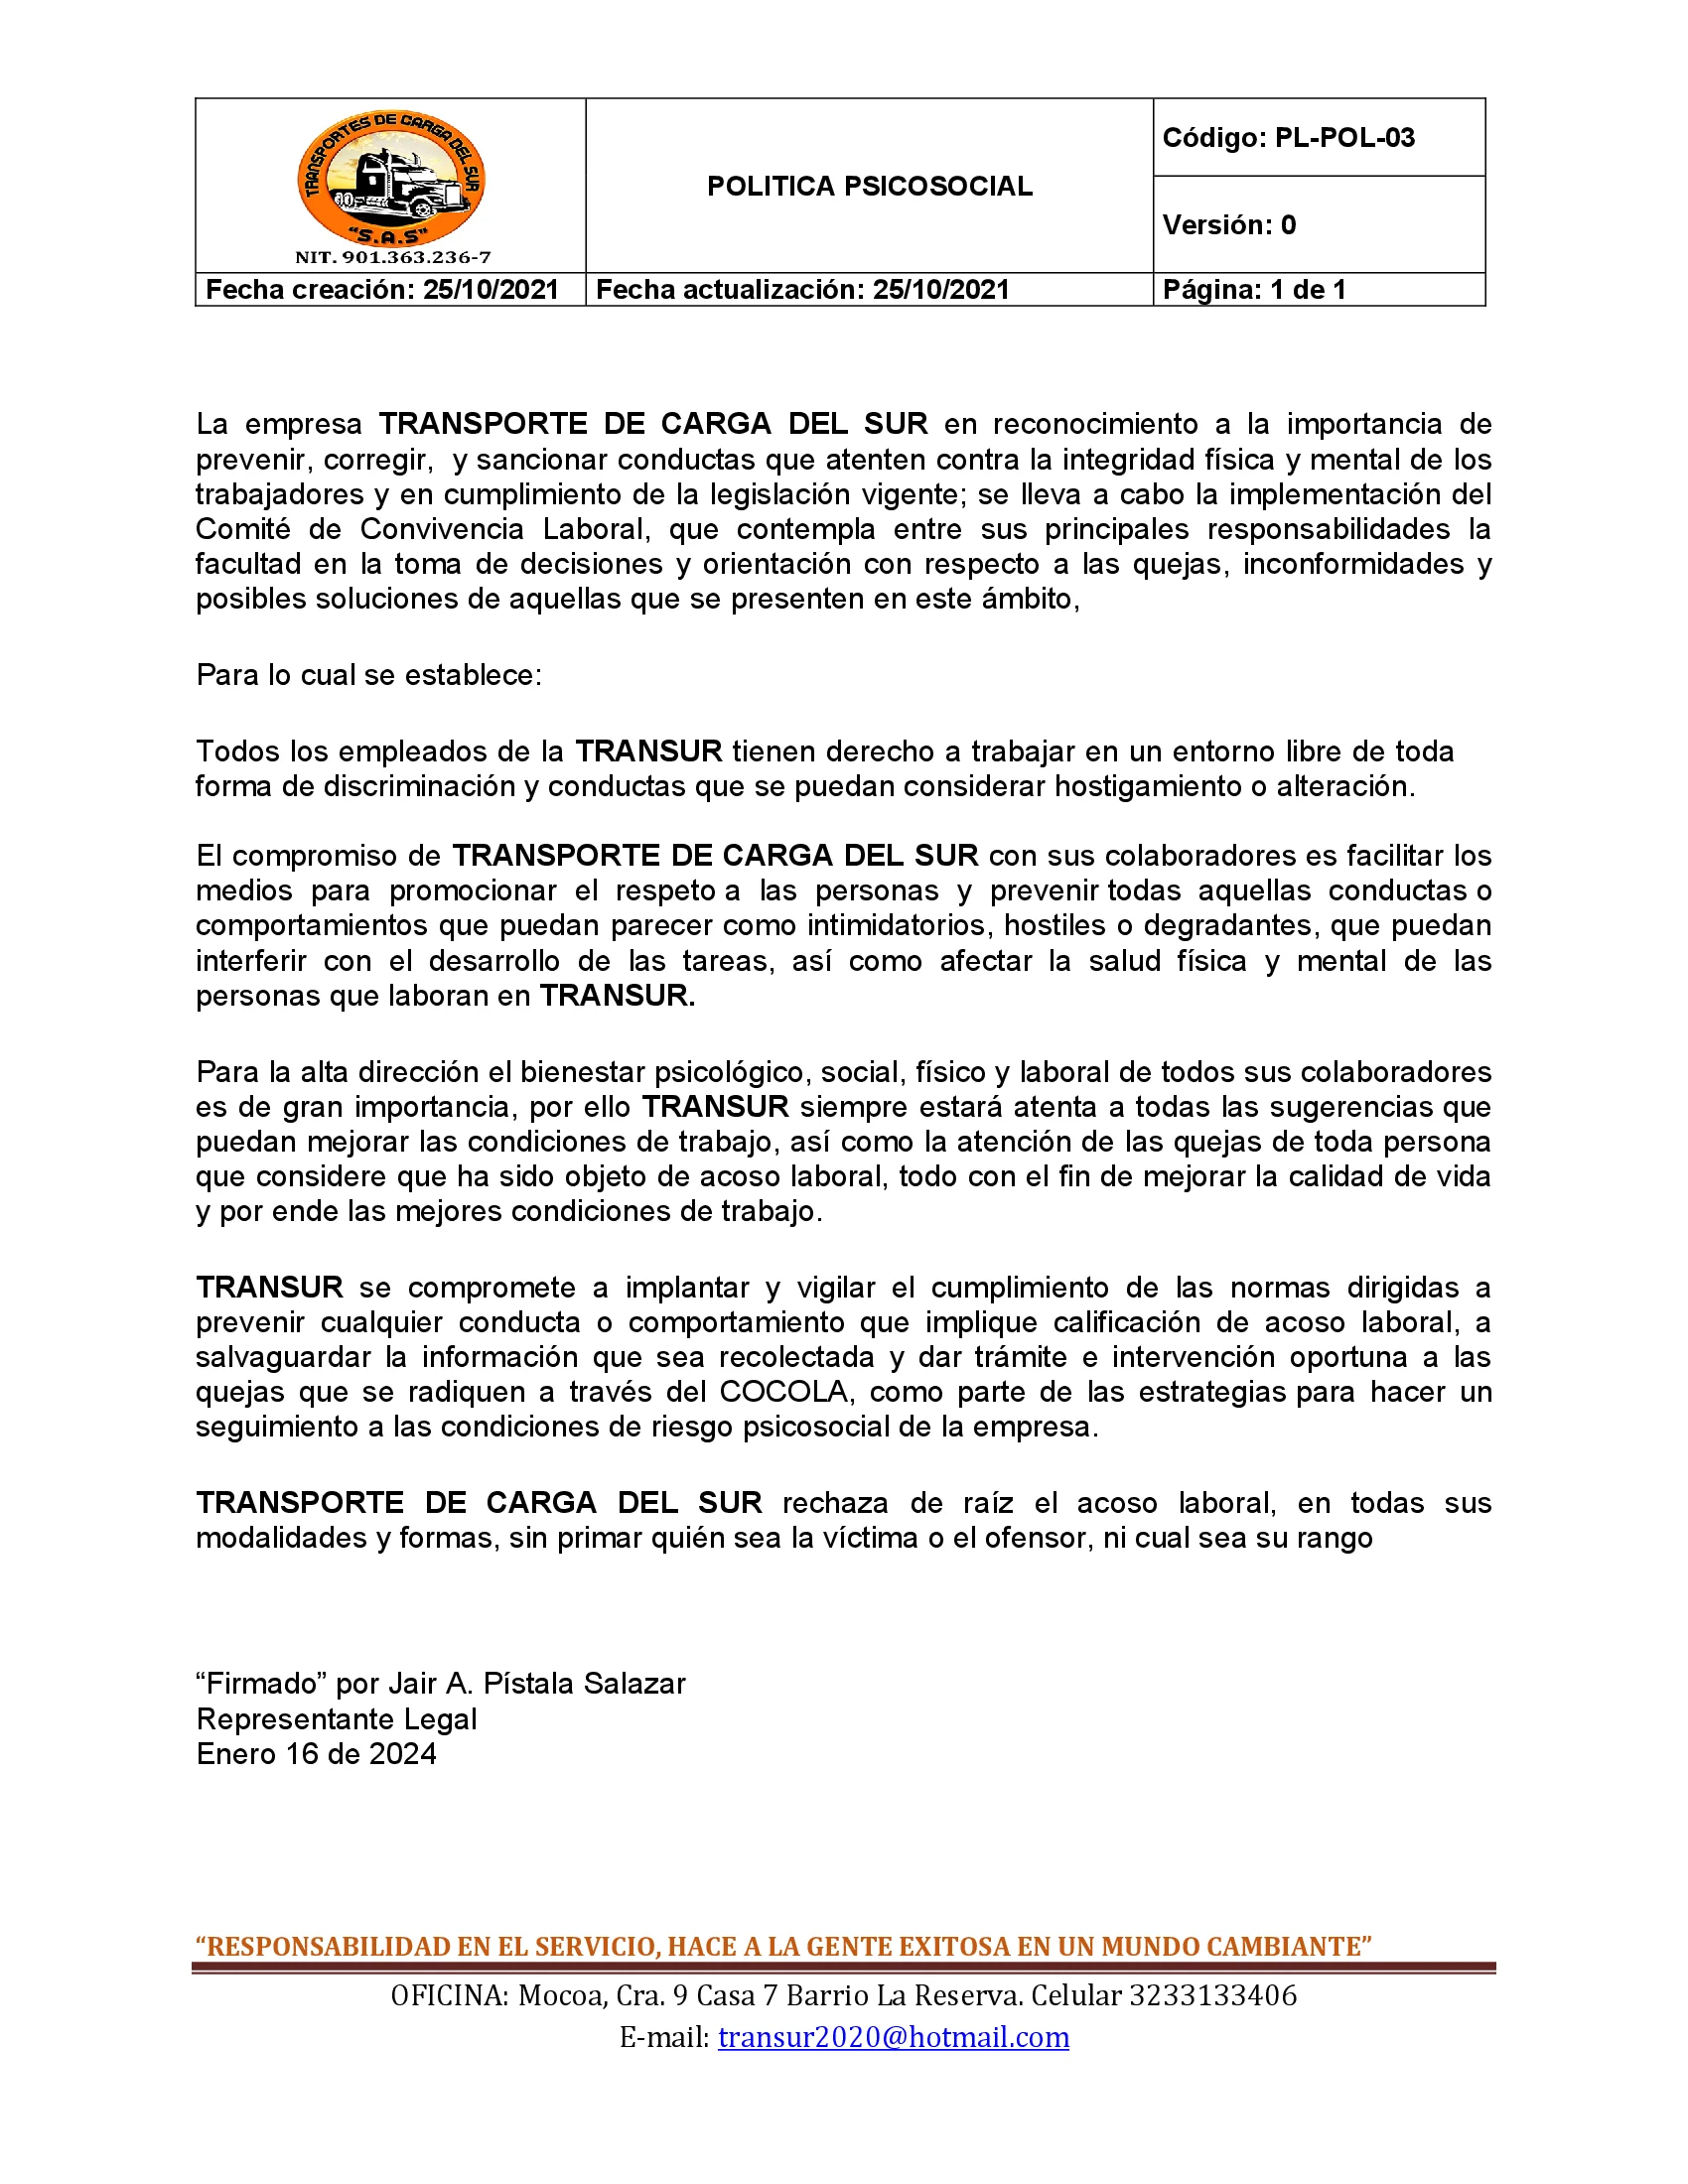 TRANSPORTES DE CARGA DEL SUR
"S.A.S"
NIT. 901.363.236-7
POLITICA PSICOSOCIAL
Código: PL-POL-03
Versión: 0
Fecha creación: 25/10/2021
Fecha actualización: 25/10/2021
Página: 1 de 1
La empresa TRANSPORTE DE CARGA DEL SUR en reconocimiento a la importancia de
prevenir, corregir, y sancionar conductas que atenten contra la integridad física y mental de los
trabajadores y en cumplimiento de la legislación vigente; se lleva a cabo la implementación del
Comité de Convivencia Laboral, que contempla entre sus principales responsabilidades la
facultad en la toma de decisiones y orientación con respecto a las quejas, inconformidades y
posibles soluciones de aquellas que se presenten en este ámbito,
Para lo cual se establece:
Todos los empleados de la TRANSUR tienen derecho a trabajar en un entorno libre de toda
forma de discriminación y conductas que se puedan considerar hostigamiento o alteración.
El compromiso de TRANSPORTE DE CARGA DEL SUR con sus colaboradores es facilitar los
medios para promocionar el respeto a las personas y prevenir todas aquellas conductas o
comportamientos que puedan parecer como intimidatorios, hostiles o degradantes, que puedan
interferir con el desarrollo de las tareas, así como afectar la salud física y mental de las
personas que laboran en TRANSUR.
Para la alta dirección el bienestar psicológico, social, físico y laboral de todos sus colaboradores
es de gran importancia, por ello TRANSUR siempre estará atenta a todas las sugerencias que
puedan mejorar las condiciones de trabajo, así como la atención de las quejas de toda persona
que considere que ha sido objeto de acoso laboral, todo con el fin de mejorar la calidad de vida
y por ende las mejores condiciones de trabajo.
TRANSUR se compromete a implantar y vigilar el cumplimiento de las normas dirigidas a
prevenir cualquier conducta o comportamiento que implique calificación de acoso laboral, a
salvaguardar la información que sea recolectada y dar trámite e intervención oportuna a las
quejas que se radiquen a través del COCOLA, como parte de las estrategias para hacer un
seguimiento a las condiciones de riesgo psicosocial de la empresa.
TRANSPORTE DE CARGA DEL SUR rechaza de raíz el acoso laboral, en todas sus
modalidades y formas, sin primar quién sea la víctima o el ofensor, ni cual sea su rango
“Firmado” por Jair A. Pístala Salazar
Representante Legal
Enero 16 de 2024
“RESPONSABILIDAD EN EL SERVICIO, HACE A LA GENTE EXITOSA EN UN MUNDO CAMBIANTE”
OFICINA: Mocoa, Cra. 9 Casa 7 Barrio La Reserva. Celular 3233133406
E-mail: transur2020@hotmail.com